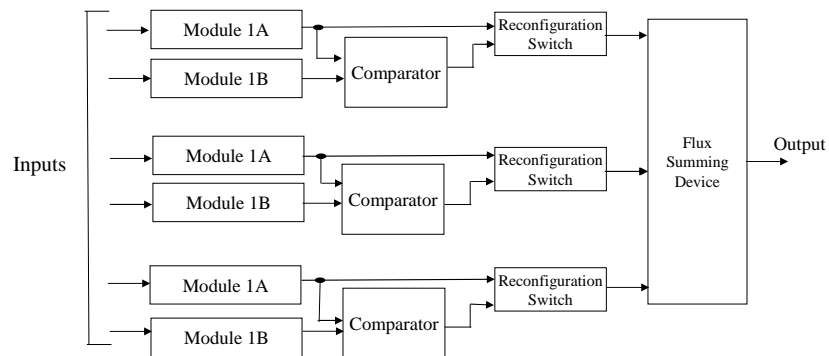 Module 1A
Reconfiguration
Switch
Comparator
Module 1B
Inputs
Module 1A
Reconfiguration
Switch
Comparator
Module 1B
Flux
Summing
Device
Output
Module 1A
Reconfiguration
Switch
Comparator
Module 1B